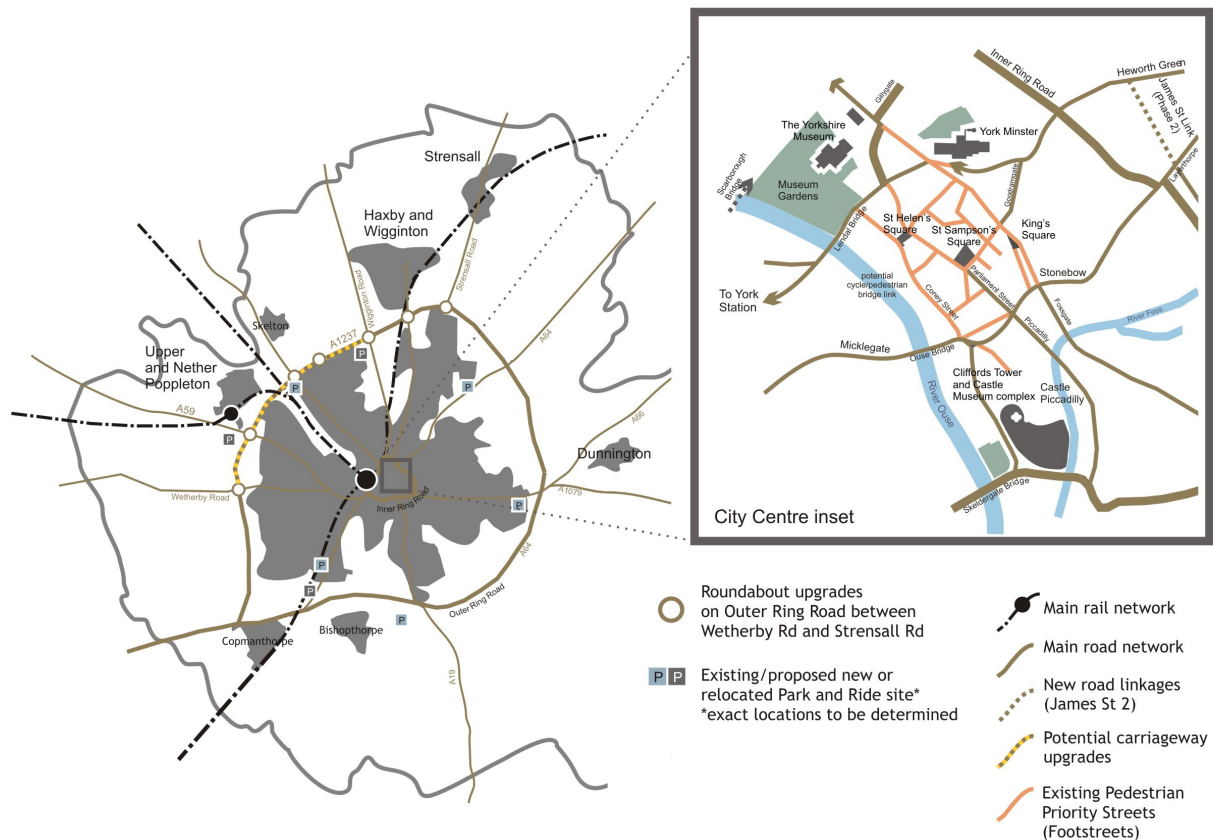 Strensall
Haxby and
Wigginton
Strensall Road
Wigginton Road
A64
Skelton
A1237
P
Upper
and Nether
Poppleton
P
P
A59
P
A66
Dunnington
Wetherby Road
Inner Ring Road
A1079
P
A64
P
P
Outer Ring Road
Copmanthorpe
Bishopthorpe
P
A19
Inner Ring Road
Heworth Green
James St Link
(Phase 2)
Gillygate
The Yorkshire
Museum
York Minster
Layerthorpe
Scarborough
Bridge
Museum
Gardens
Goodramgate
Lendal Bridge
St Helen's
Square
St Sampson's
Square
King's
Square
To York
Station
potential
cycle/pedestrian
bridge link
Coney Street
Parliament Street
Stonebow
Fossgate
Piccadilly
River Foss
Micklegate
Ouse Bridge
Cliffords Tower
and Castle
Museum complex
Castle
Piccadilly
River Ouse
Skeldergate Bridge
City Centre inset
Roundabout upgrades
on Outer Ring Road between
Wetherby Rd and Strensall Rd
P P
Existing/proposed new or
relocated Park and Ride site*
*exact locations to be determined
Main rail network
Main road network
New road linkages
(James St 2)
Potential carriageway
upgrades
Existing Pedestrian
Priority Streets
(Footstreets)